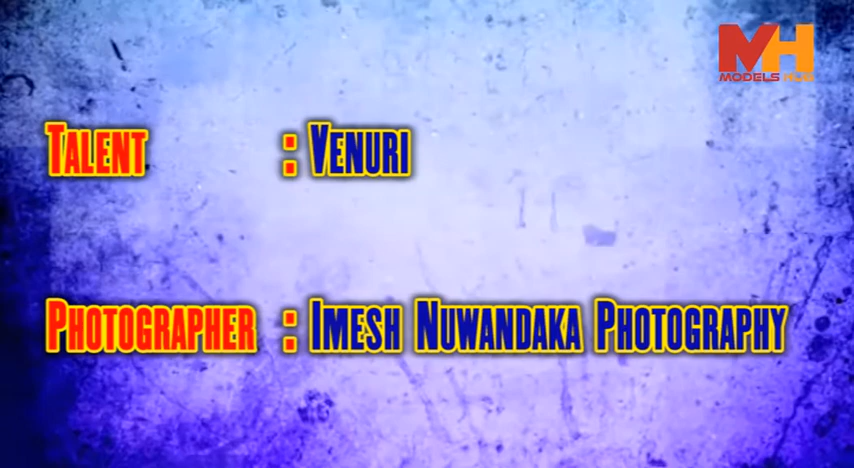 MH
MODELS HUB
TALENT : VENURI
PHOTOGRAPHER : IMESH NUWANDAKA PHOTOGRAPHY